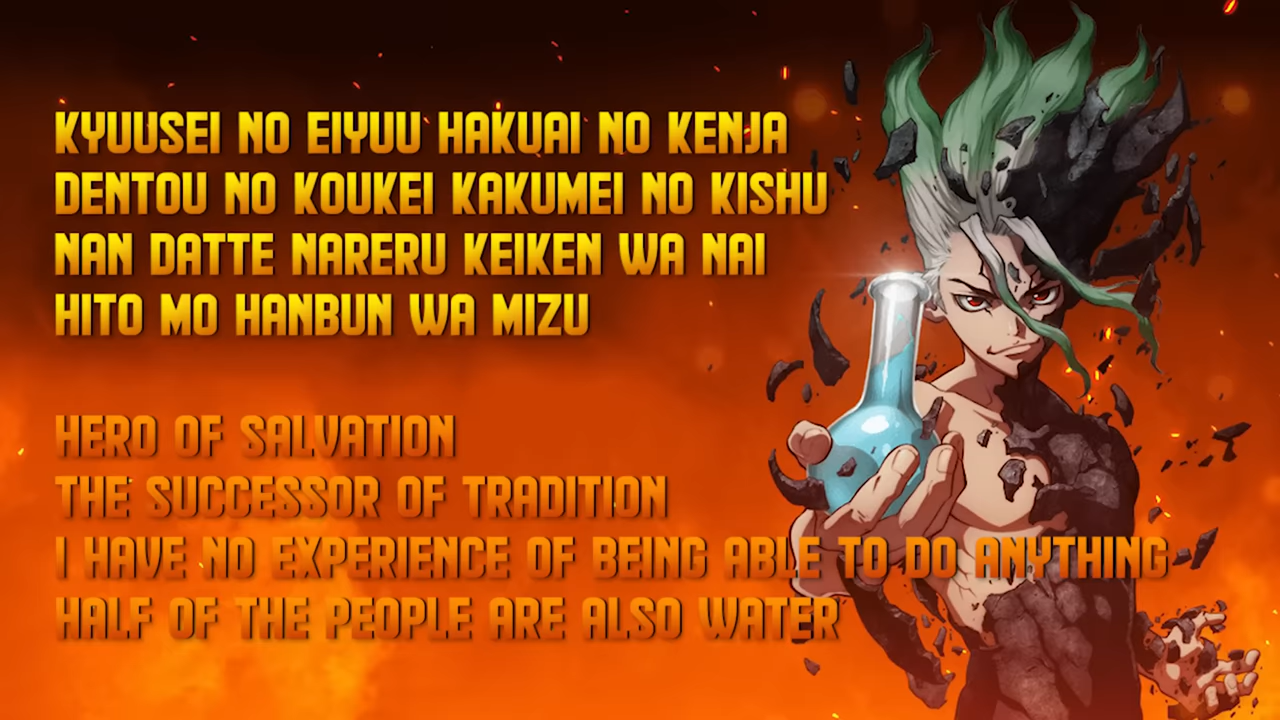 KYUUSEI NO EIYUU HAKUAI NO KENJA
DENTOU NO KOUKEI KAKUMEI NO KISHU
NAN DATTE NARERU KEIKEN WA NAI
HITO MO HANBUN WA MIZU
HERO OF SALVATION
THE SUCCESSOR OF TRADITION
I HAVE NO EXPERIENCE OF BEING ABLE TO DO ANYTHING
HALF OF THE PEOPLE ARE ALSO WATER